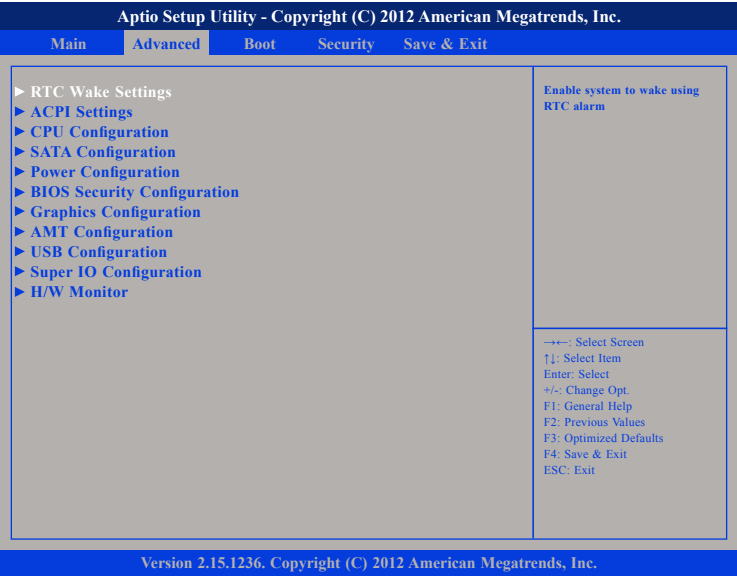 Aptio Setup Utility - Copyright (C) 2012 American Megatrends, Inc.
Main Advanced Boot Security Save & Exit
► RTC Wake Settings
► ACPI Settings
► CPU Configuration
► SATA Configuration
► Power Configuration
► BIOS Security Configuration
► Graphics Configuration
► AMT Configuration
► USB Configuration
► Super IO Configuration
► H/W Monitor
Enable system to wake using
RTC alarm
→←: Select Screen
↑↓: Select Item
Enter: Select
+/-: Change Opt.
F1: General Help
F2: Previous Values
F3: Optimized Defaults
F4: Save & Exit
ESC: Exit
Version 2.15.1236. Copyright (C) 2012 American Megatrends, Inc.